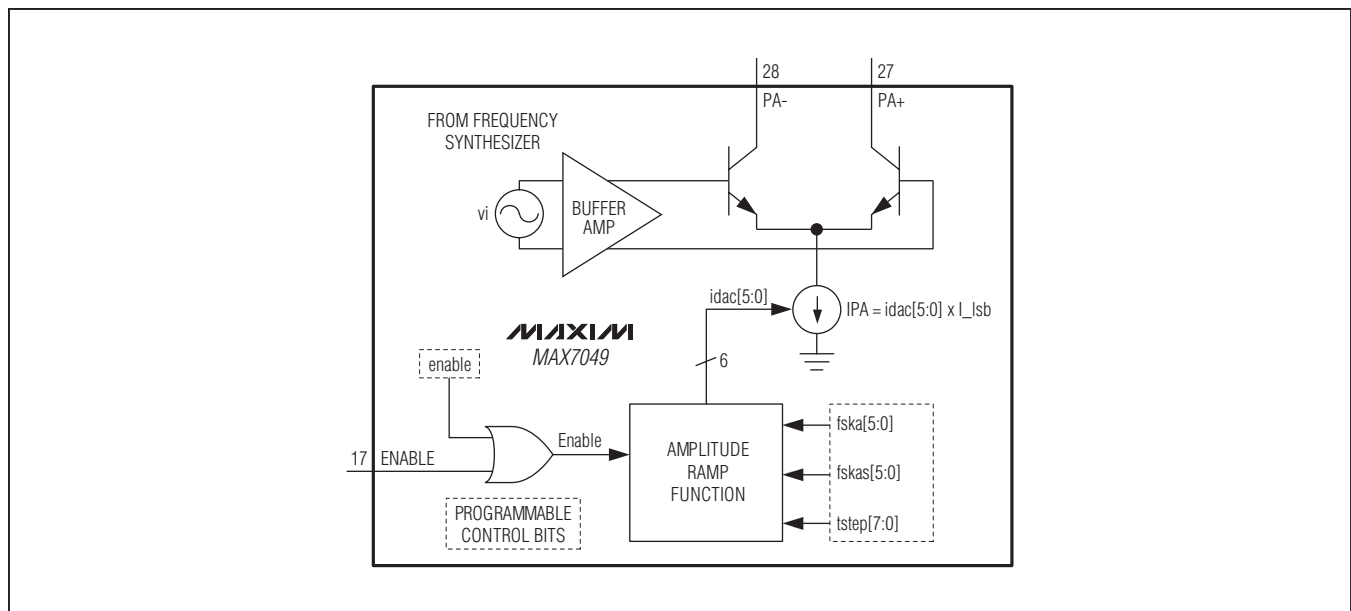 28
27
PA-
PA+
FROM FREQUENCY
SYNTHESIZER
vi
BUFFER
AMP
idac[5:0]
IPA = idac[5:0] x I_lsb
MAXIM
MAX7049
6
enable
Enable
17
ENABLE
AMPLITUDE
RAMP
FUNCTION
fska[5:0]
fskas[5:0]
tstep[7:0]
PROGRAMMABLE
CONTROL BITS